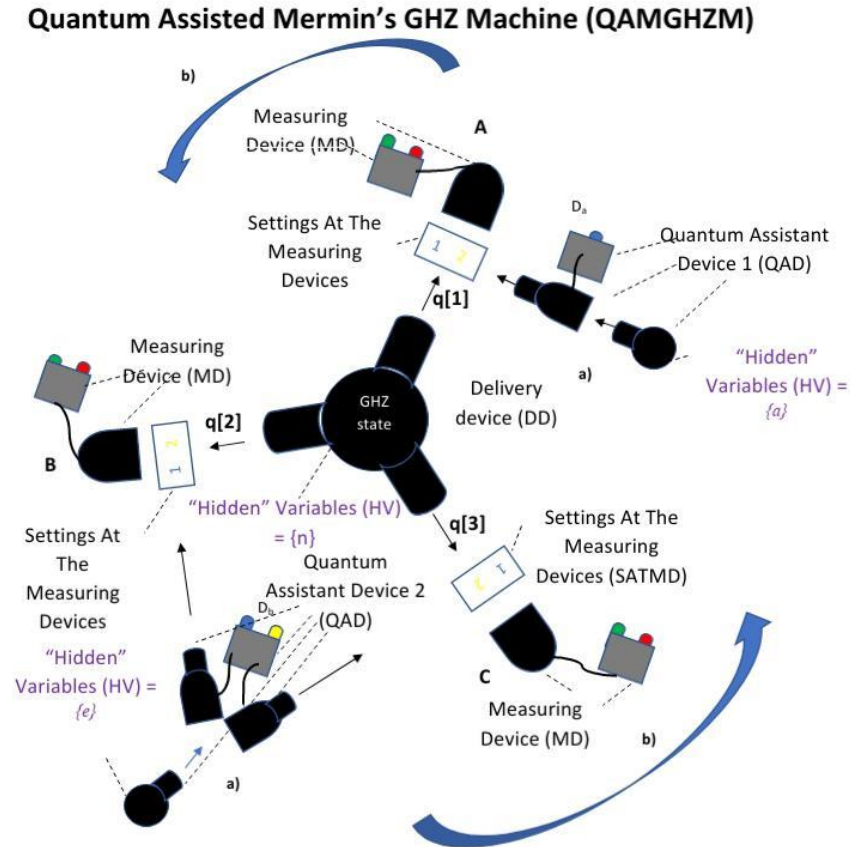 Quantum Assisted Mermin's GHZ Machine (QAMGHZM)
b)
Measuring
Device (MD)
A
Settings At The
Measuring
Devices
1 2
q[1]
Dₐ
Quantum Assistant
Device 1 (QAD)
a)
"Hidden"
Variables (HV) =
{a}
Measuring
Device (MD)
B
q[2]
1 2
GHZ
state
Delivery
device (DD)
"Hidden" Variables (HV)
= {n}
q[3]
Settings At The
Measuring
Devices (SATMD)
1 2
C
Measuring
Device (MD)
b)
Settings At
The
Measuring
Devices
Quantum
Assistant Device 2
(QAD)
D_b
"Hidden"
Variables (HV) =
{e}
a)